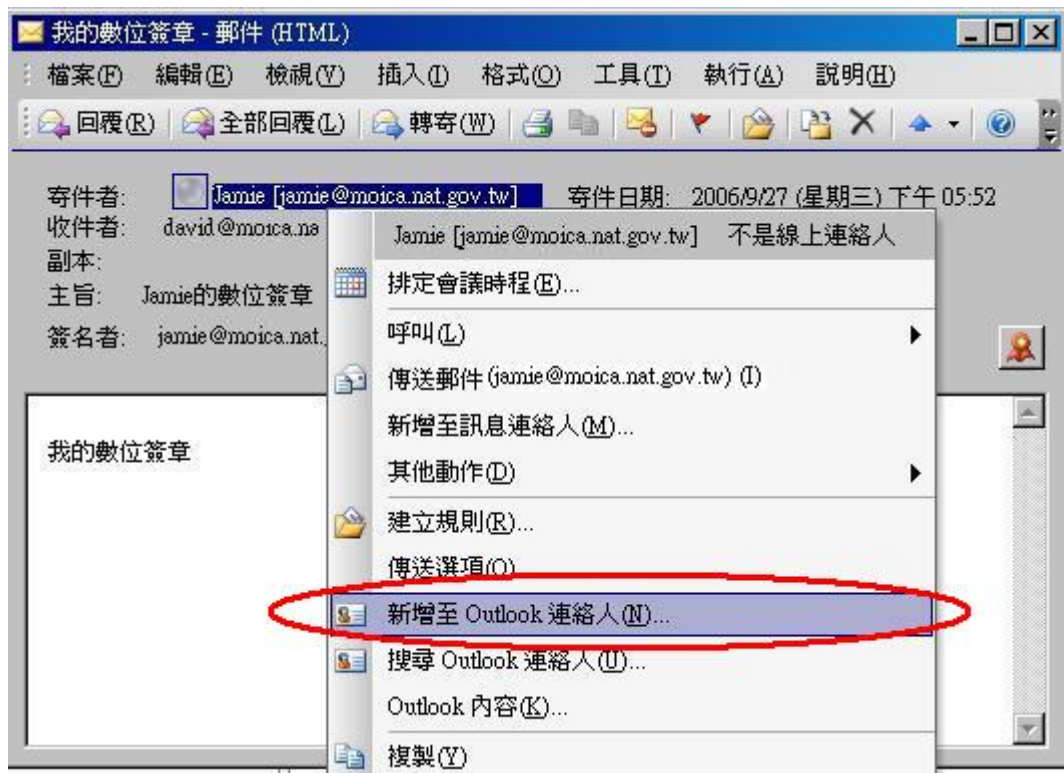 我的數位簽章 - 郵件 (HTML)
檔案(F) 編輯(E) 檢視(V) 插入(I) 格式(O) 工具(T) 執行(A) 說明(H)
回覆(R) 全部回覆(L) 轉寄(W)
寄件者: Jamie [jamie@moica.nat.gov.tw] 寄件日期: 2006/9/27 (星期三) 下午 05:52
收件者: david@moica.na
副本:
主旨: Jamie的數位簽章
簽名者: jamie@moica.nat.
我的數位簽章
Jamie [jamie@moica.nat.gov.tw] 不是線上連絡人
排定會議時程(E)...
呼叫(L)
傳送郵件 (jamie@moica.nat.gov.tw) (I)
新增至訊息連絡人(M)...
其他動作(D)
建立規則(R)...
傳送選項(O)
新增至 Outlook 連絡人(N)...
搜尋 Outlook 連絡人(U)...
Outlook 內容(K)...
複製(Y)